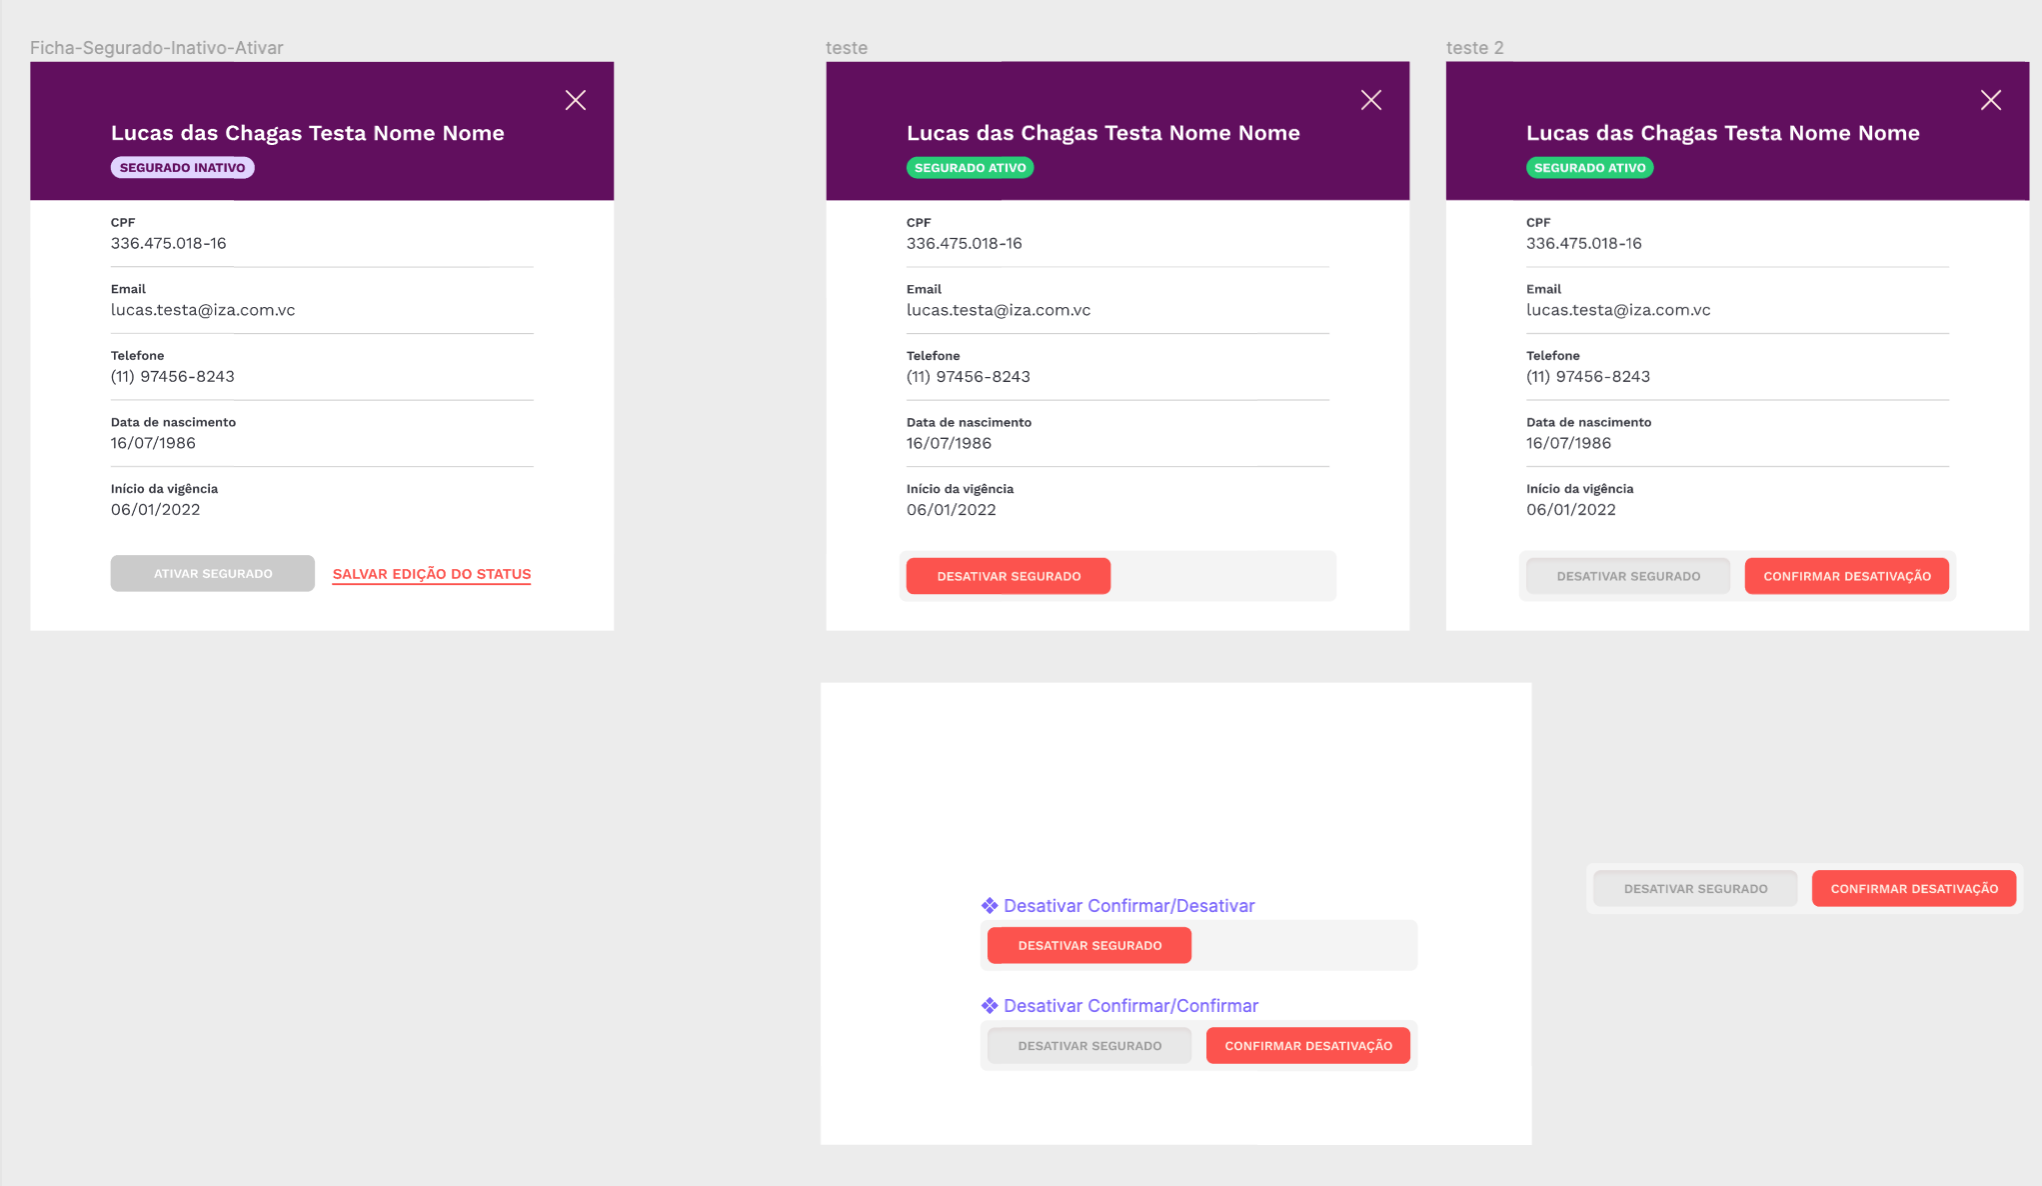 Ficha-Segurado-Inativo-Ativar
Lucas das Chagas Testa Nome Nome
SEGURADO INATIVO
CPF
336.475.018-16
Email
lucas.testa@iza.com.vc
Telefone
(11) 97456-8243
Data de nascimento
16/07/1986
Início da vigência
06/01/2022
ATIVAR SEGURADO
SALVAR EDIÇÃO DO STATUS
teste
Lucas das Chagas Testa Nome Nome
SEGURADO ATIVO
CPF
336.475.018-16
Email
lucas.testa@iza.com.vc
Telefone
(11) 97456-8243
Data de nascimento
16/07/1986
Início da vigência
06/01/2022
DESATIVAR SEGURADO
teste 2
Lucas das Chagas Testa Nome Nome
SEGURADO ATIVO
CPF
336.475.018-16
Email
lucas.testa@iza.com.vc
Telefone
(11) 97456-8243
Data de nascimento
16/07/1986
Início da vigência
06/01/2022
DESATIVAR SEGURADO
CONFIRMAR DESATIVAÇÃO
Desativar Confirmar/Desativar
DESATIVAR SEGURADO
Desativar Confirmar/Confirmar
DESATIVAR SEGURADO
CONFIRMAR DESATIVAÇÃO
DESATIVAR SEGURADO
CONFIRMAR DESATIVAÇÃO